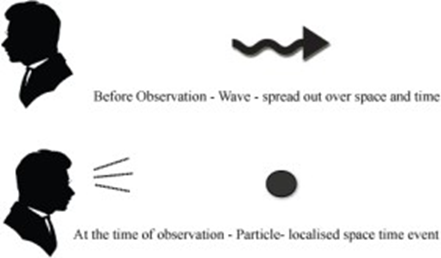 Before Observation - Wave - spread out over space and time
At the time of observation - Particle- localised space time event